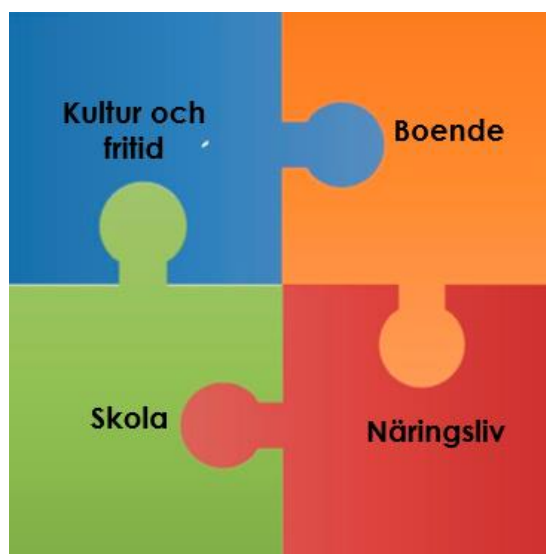 Kultur och
fritid
Boende
Skola
Näringsliv